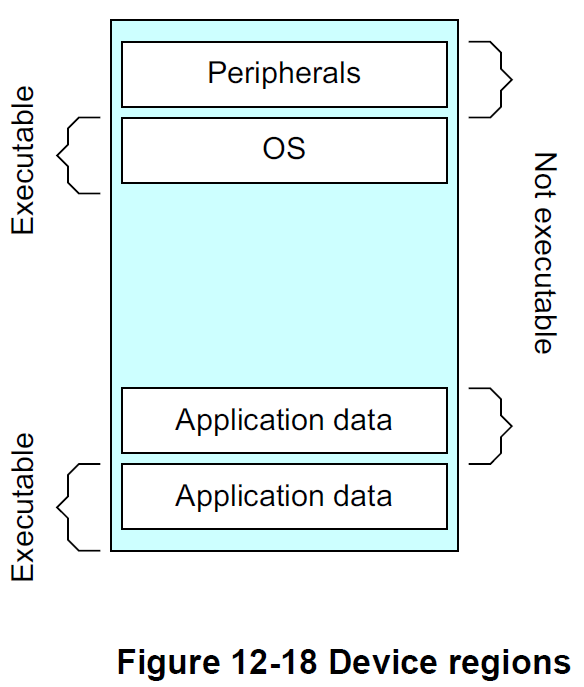 Peripherals
Executable
OS
Not executable
Application data
Executable
Application data
Figure 12-18 Device regions